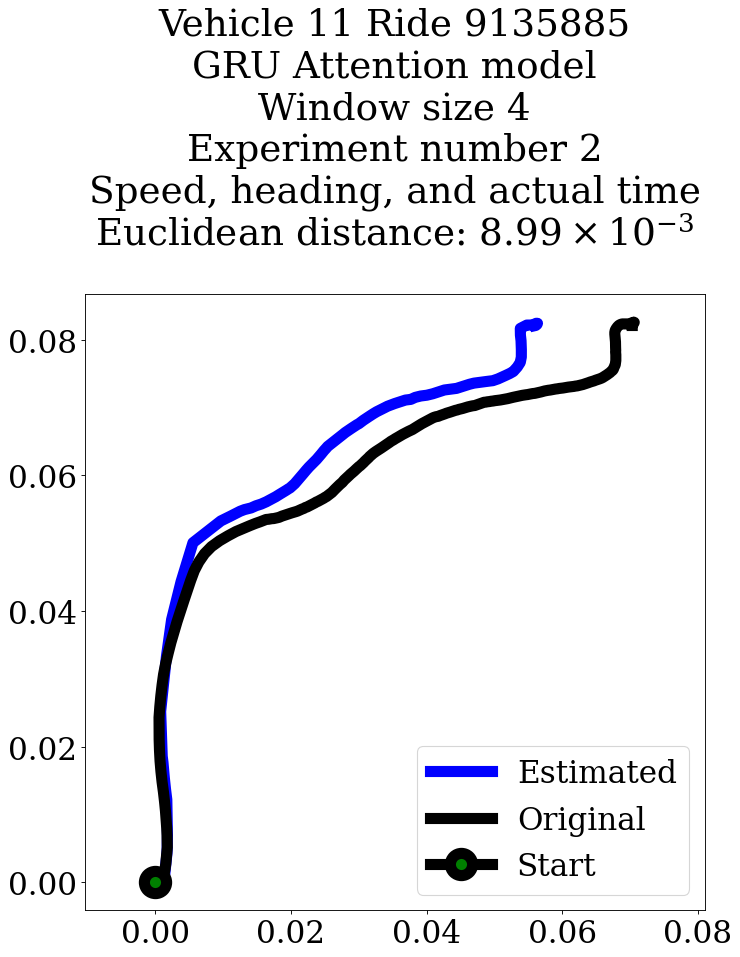 Vehicle 11 Ride 9135885
GRU Attention model
Window size 4
Experiment number 2
Speed, heading, and actual time
Euclidean distance: 8.99 × 10⁻³
0.08
0.06
0.04
0.02
0.00
Estimated
Original
Start
0.00 0.02 0.04 0.06 0.08